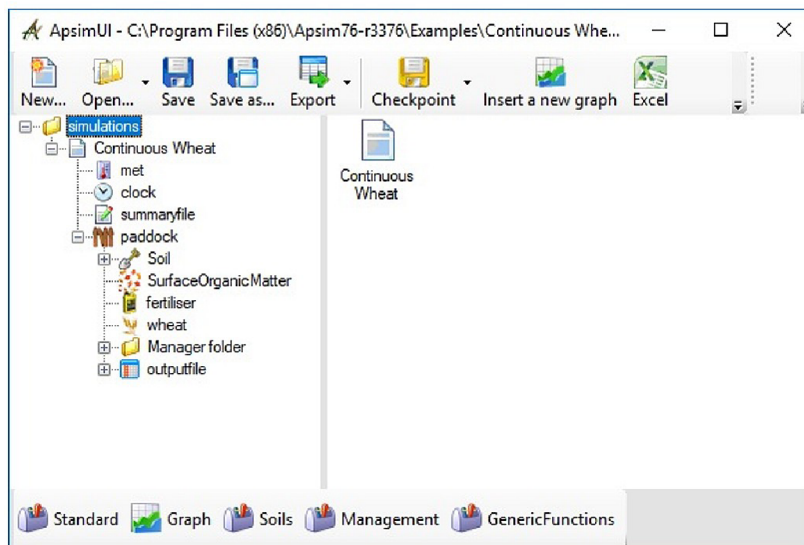 ApsimUI - C:\Program Files (x86)\Apsim76-r3376\Examples\Continuous Whe...
New... Open... Save Save as... Export Checkpoint Insert a new graph Excel
simulations
Continuous Wheat
met
clock
summaryfile
paddock
Soil
SurfaceOrganicMatter
fertiliser
wheat
Manager folder
outputfile
Continuous
Wheat
Standard Graph Soils Management GenericFunctions